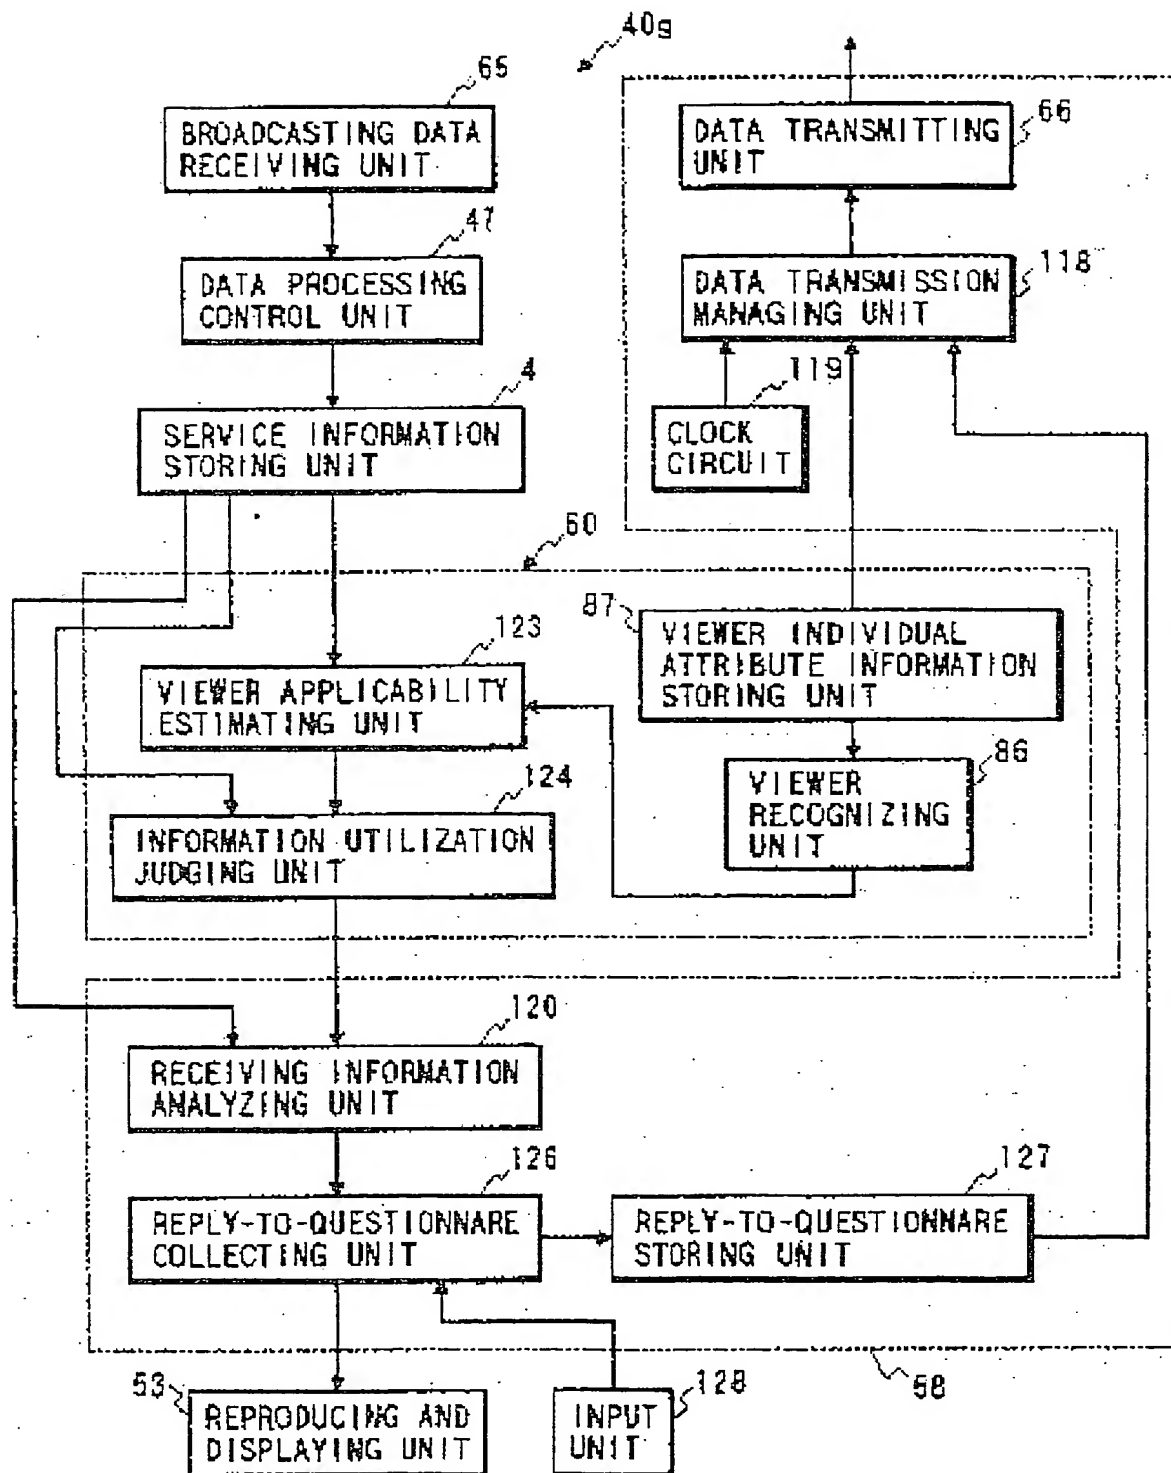 40g
65
BROADCASTING DATA
RECEIVING UNIT
DATA TRANSMITTING
UNIT
66
47
DATA PROCESSING
CONTROL UNIT
DATA TRANSMISSION
MANAGING UNIT
118
4
SERVICE INFORMATION
STORING UNIT
119
CLOCK
CIRCUIT
60
87
VIEWER INDIVIDUAL
ATTRIBUTE INFORMATION
STORING UNIT
123
VIEWER APPLICABILITY
ESTIMATING UNIT
86
VIEWER
RECOGNIZING
UNIT
124
INFORMATION UTILIZATION
JUDGING UNIT
120
RECEIVING INFORMATION
ANALYZING UNIT
126
REPLY-TO-QUESTIONNARE
COLLECTING UNIT
127
REPLY-TO-QUESTIONNARE
STORING UNIT
53
REPRODUCING AND
DISPLAYING UNIT
INPUT
UNIT
128
58